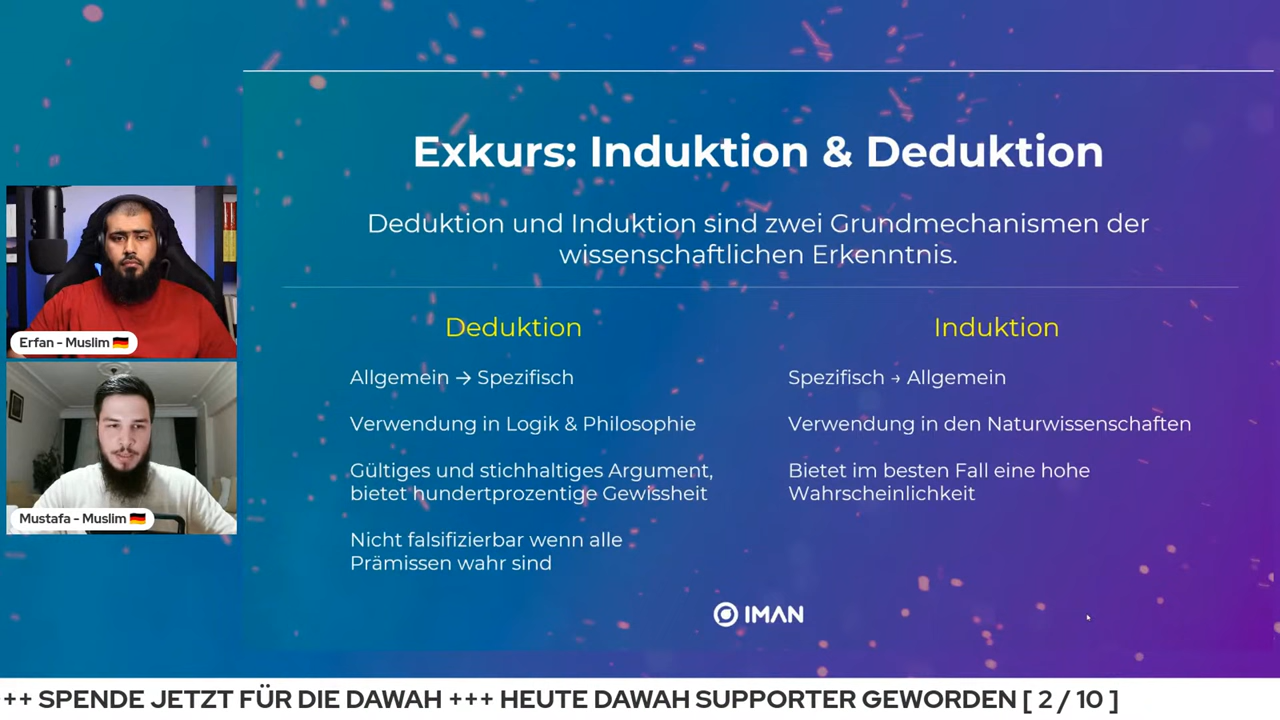 Exkurs: Induktion & Deduktion
Deduktion und Induktion sind zwei Grundmechanismen der
wissenschaftlichen Erkenntnis.
Deduktion
Allgemein → Spezifisch
Verwendung in Logik & Philosophie
Gültiges und stichhaltiges Argument,
bietet hundertprozentige Gewissheit
Nicht falsifizierbar wenn alle
Prämissen wahr sind
Induktion
Spezifisch → Allgemein
Verwendung in den Naturwissenschaften
Bietet im besten Fall eine hohe
Wahrscheinlichkeit
IMAN
Erfan - Muslim 🇩🇪
Mustafa - Muslim 🇩🇪
++ SPENDE JETZT FÜR DIE DAWAH +++ HEUTE DAWAH SUPPORTER GEWORDEN [ 2 / 10 ]